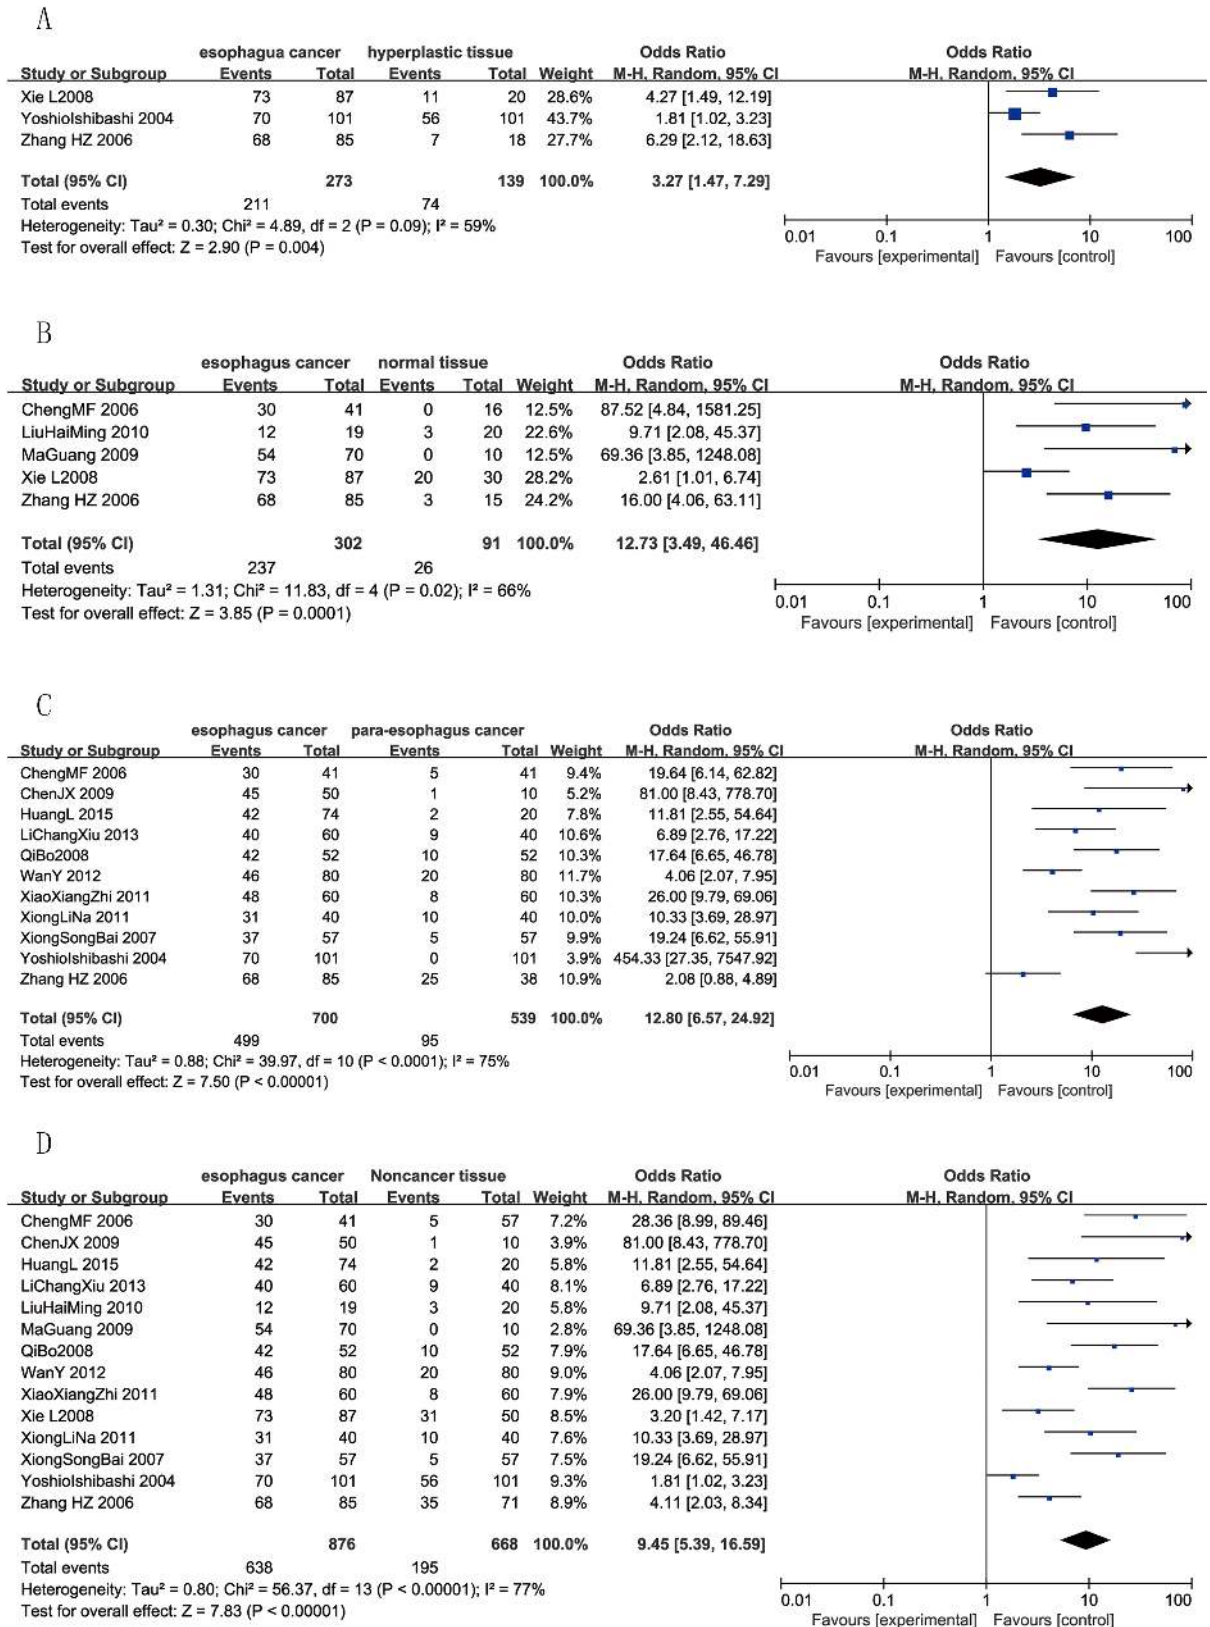 A
esophagua cancer hyperplastic tissue Odds Ratio Odds Ratio
Study or Subgroup Events Total Events Total Weight M-H, Random, 95% CI M-H, Random, 95% CI
Xie L2008 73 87 11 20 28.6% 4.27 [1.49, 12.19]
YoshioIshibashi 2004 70 101 56 101 43.7% 1.81 [1.02, 3.23]
Zhang HZ 2006 68 85 7 18 27.7% 6.29 [2.12, 18.63]
Total (95% CI) 273 139 100.0% 3.27 [1.47, 7.29]
Total events 211 74
Heterogeneity: Tau² = 0.30; Chi² = 4.89, df = 2 (P = 0.09); I² = 59%
Test for overall effect: Z = 2.90 (P = 0.004)
0.01 0.1 1 10 100
Favours [experimental] Favours [control]
B
esophagus cancer normal tissue Odds Ratio Odds Ratio
Study or Subgroup Events Total Events Total Weight M-H, Random, 95% CI M-H, Random, 95% CI
ChengMF 2006 30 41 0 16 12.5% 87.52 [4.84, 1581.25]
LiuHaiMing 2010 12 19 3 20 22.6% 9.71 [2.08, 45.37]
MaGuang 2009 54 70 0 10 12.5% 69.36 [3.85, 1248.08]
Xie L2008 73 87 20 30 28.2% 2.61 [1.01, 6.74]
Zhang HZ 2006 68 85 3 15 24.2% 16.00 [4.06, 63.11]
Total (95% CI) 302 91 100.0% 12.73 [3.49, 46.46]
Total events 237 26
Heterogeneity: Tau² = 1.31; Chi² = 11.83, df = 4 (P = 0.02); I² = 66%
Test for overall effect: Z = 3.85 (P = 0.0001)
0.01 0.1 1 10 100
Favours [experimental] Favours [control]
C
esophagus cancer para-esophagus cancer Odds Ratio Odds Ratio
Study or Subgroup Events Total Events Total Weight M-H, Random, 95% CI M-H, Random, 95% CI
ChengMF 2006 30 41 5 41 9.4% 19.64 [6.14, 62.82]
ChenJX 2009 45 50 1 10 5.2% 81.00 [8.43, 778.70]
HuangL 2015 42 74 2 20 7.8% 11.81 [2.55, 54.64]
LiChangXiu 2013 40 60 9 40 10.6% 6.89 [2.76, 17.22]
QiBo2008 42 52 10 52 10.3% 17.64 [6.65, 46.78]
WanY 2012 46 80 20 80 11.7% 4.06 [2.07, 7.95]
XiaoXiangZhi 2011 48 60 8 60 10.3% 26.00 [9.79, 69.06]
XiongLiNa 2011 31 40 10 40 10.0% 10.33 [3.69, 28.97]
XiongSongBai 2007 37 57 5 57 9.9% 19.24 [6.62, 55.91]
YoshioIshibashi 2004 70 101 0 101 3.9% 454.33 [27.35, 7547.92]
Zhang HZ 2006 68 85 25 38 10.9% 2.08 [0.88, 4.89]
Total (95% CI) 700 539 100.0% 12.80 [6.57, 24.92]
Total events 499 95
Heterogeneity: Tau² = 0.88; Chi² = 39.97, df = 10 (P < 0.0001); I² = 75%
Test for overall effect: Z = 7.50 (P < 0.00001)
0.01 0.1 1 10 100
Favours [experimental] Favours [control]
D
esophagus cancer Noncancer tissue Odds Ratio Odds Ratio
Study or Subgroup Events Total Events Total Weight M-H, Random, 95% CI M-H, Random, 95% CI
ChengMF 2006 30 41 5 57 7.2% 28.36 [8.99, 89.46]
ChenJX 2009 45 50 1 10 3.9% 81.00 [8.43, 778.70]
HuangL 2015 42 74 2 20 5.8% 11.81 [2.55, 54.64]
LiChangXiu 2013 40 60 9 40 8.1% 6.89 [2.76, 17.22]
LiuHaiMing 2010 12 19 3 20 5.8% 9.71 [2.08, 45.37]
MaGuang 2009 54 70 0 10 2.8% 69.36 [3.85, 1248.08]
QiBo2008 42 52 10 52 7.9% 17.64 [6.65, 46.78]
WanY 2012 46 80 20 80 9.0% 4.06 [2.07, 7.95]
XiaoXiangZhi 2011 48 60 8 60 7.9% 26.00 [9.79, 69.06]
Xie L2008 73 87 31 50 8.5% 3.20 [1.42, 7.17]
XiongLiNa 2011 31 40 10 40 7.6% 10.33 [3.69, 28.97]
XiongSongBai 2007 37 57 5 57 7.5% 19.24 [6.62, 55.91]
YoshioIshibashi 2004 70 101 56 101 9.3% 1.81 [1.02, 3.23]
Zhang HZ 2006 68 85 35 71 8.9% 4.11 [2.03, 8.34]
Total (95% CI) 876 668 100.0% 9.45 [5.39, 16.59]
Total events 638 195
Heterogeneity: Tau² = 0.80; Chi² = 56.37, df = 13 (P < 0.00001); I² = 77%
Test for overall effect: Z = 7.83 (P < 0.00001)
0.01 0.1 1 10 100
Favours [experimental] Favours [control]